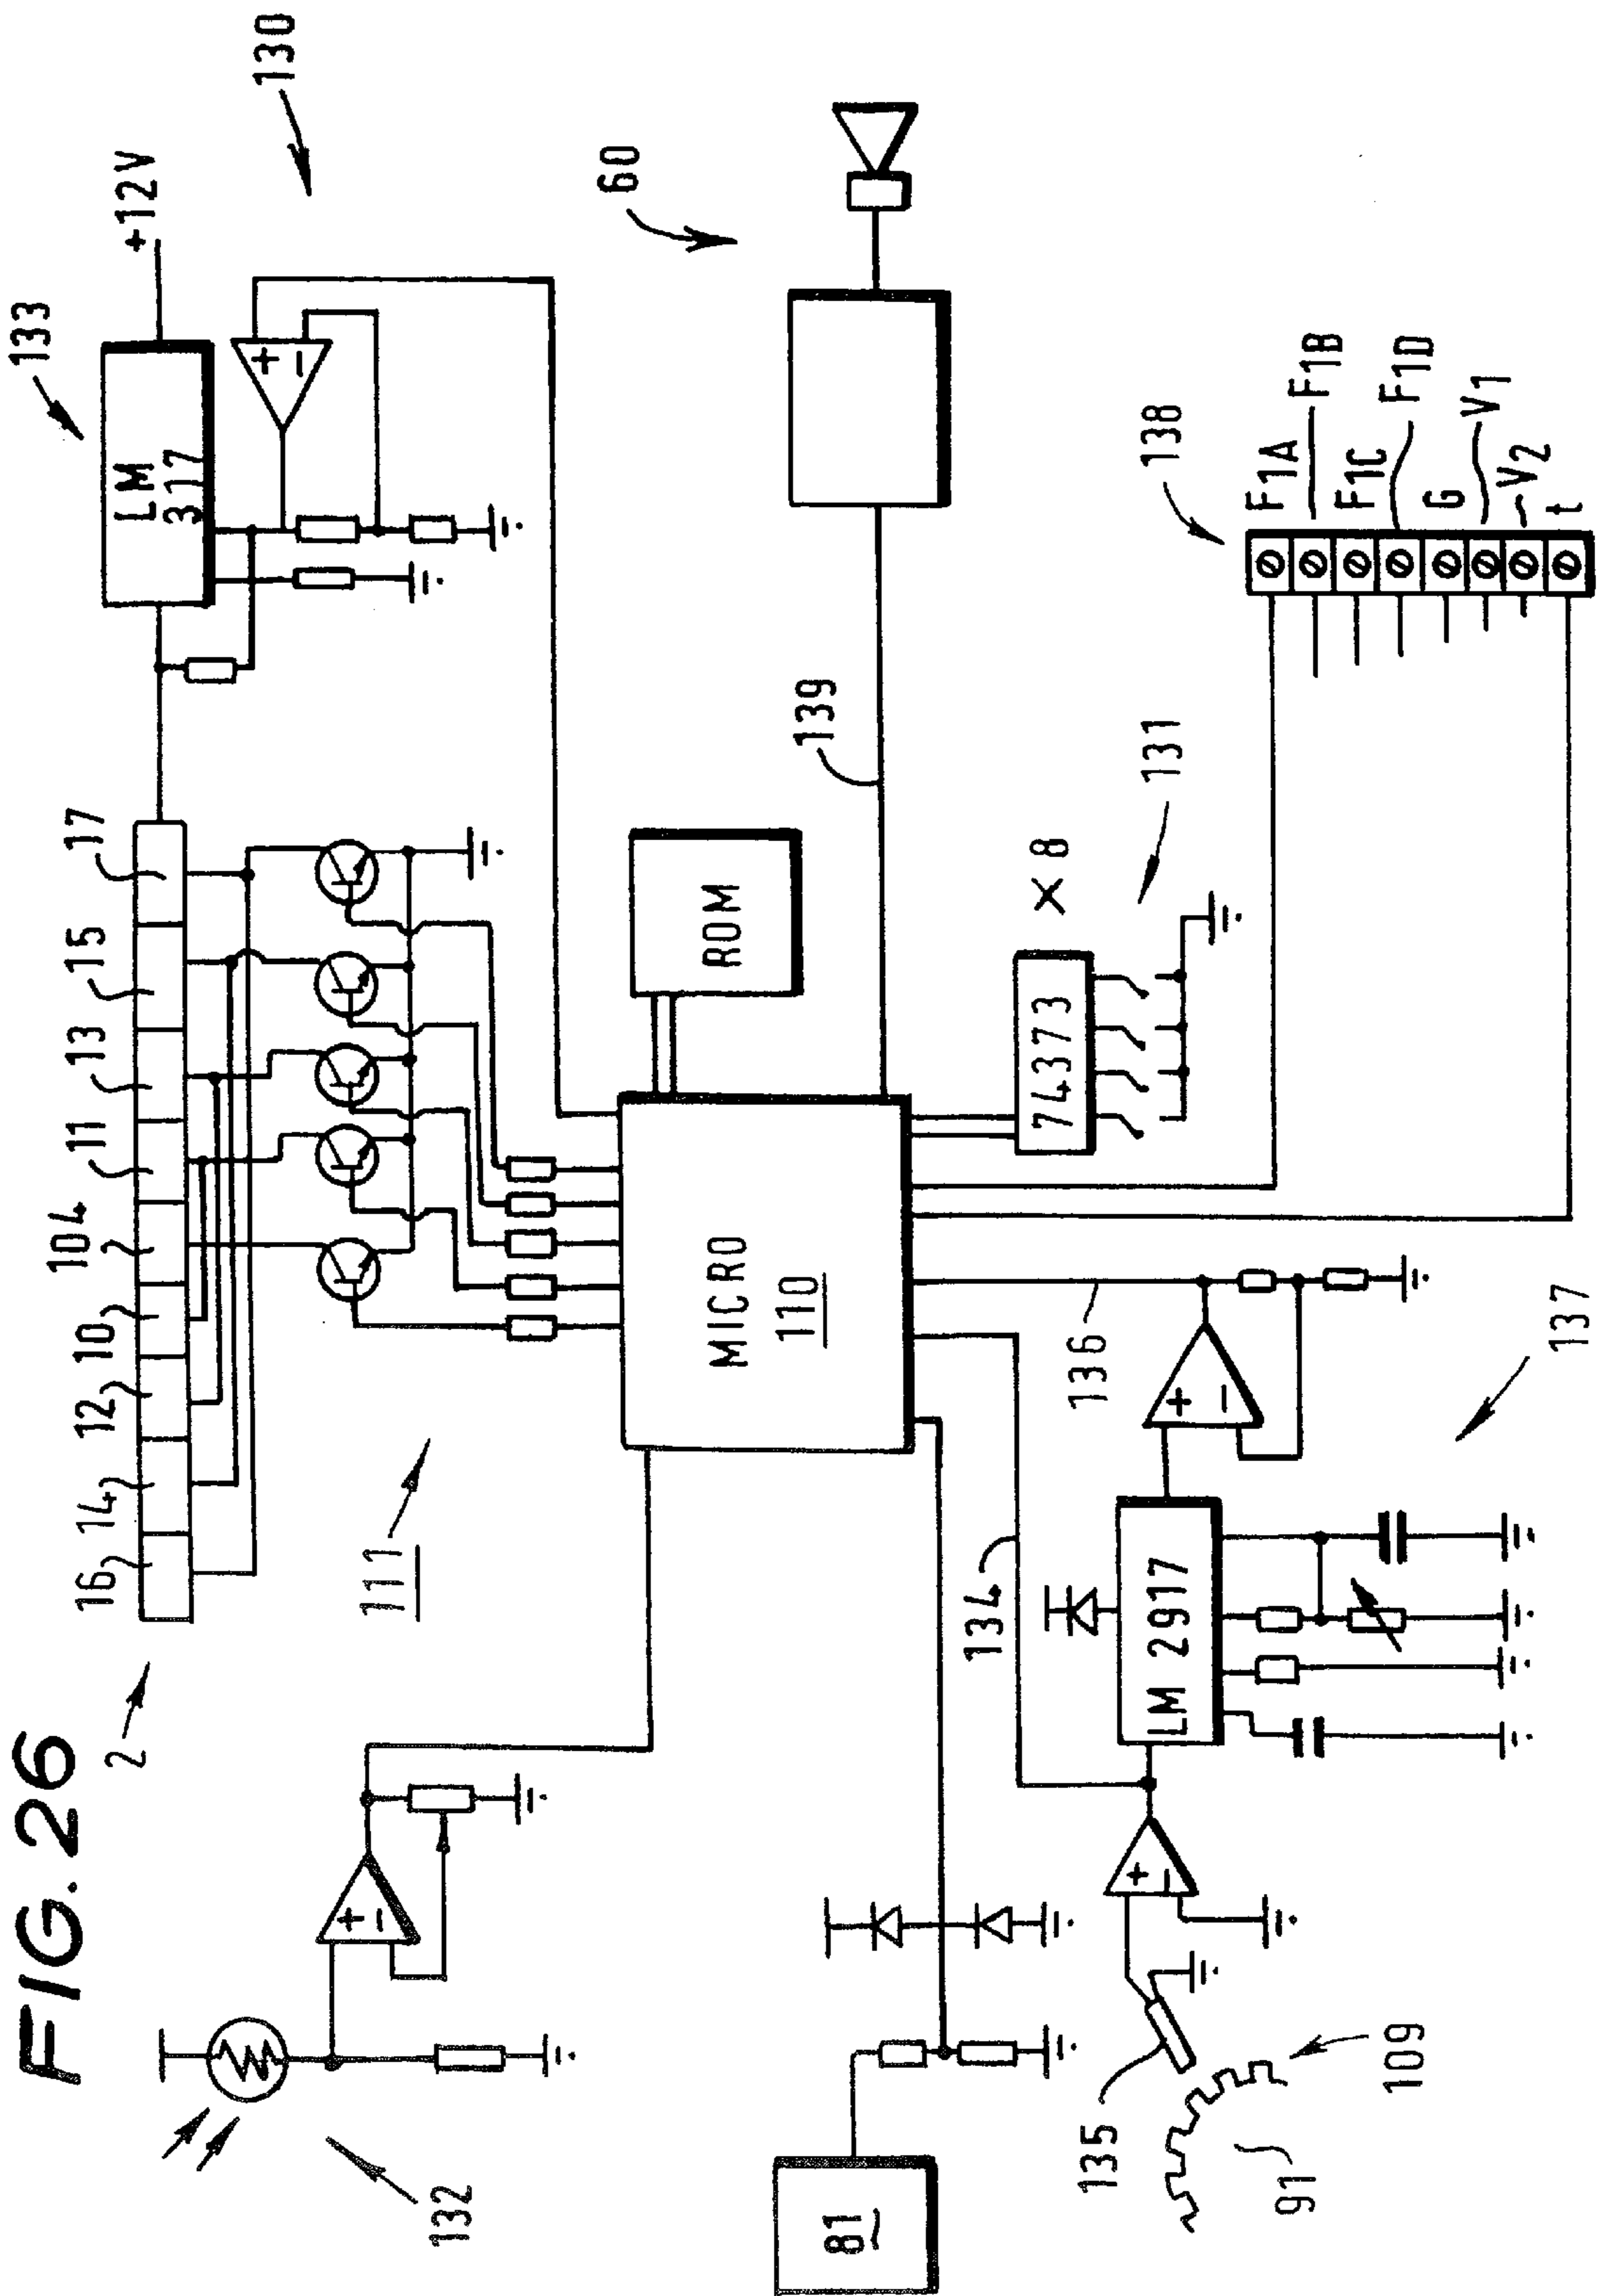 FIG. 26
2
16
14
12
10
104
11
13
15
17
133
LM
317
+12V
130
111
132
MICRO
110
ROM
60
139
81
134
136
74373
× 8
131
138
F1A
F1B
F1C
F1D
G
V1
V2
t
135
91
109
LM 2917
137